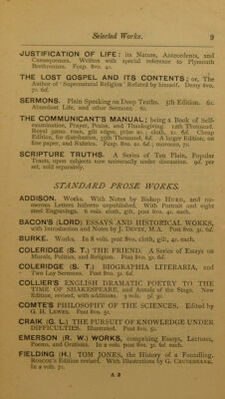 Selected Works. 9
JUSTIFICATION OF LIFE: its Nature, Antecedents, and
Consequences. Written with special reference to Plymouth
Brethrenism. Fcap. 8vo. 4s.
THE LOST GOSPEL AND ITS CONTENTS; or, The
Author of "Supernatural Religion" Refuted by himself. Demy 8vo.
7s. 6d.
SERMONS. Plain Speaking on Deep Truths. 5th Edition. 6s.
Abundant Life, and other Sermons. 6s.
THE COMMUNICANT'S MANUAL; being a Book of Self-
examination, Prayer, Praise, and Thanksgiving. Thousand.
Royal 32mo. roan, gilt edges, price 2s.; cloth, 1s. 6d. Cheap
Edition, for distribution, Thousand, 8d. A larger Edition, on
fine paper, and Rubrics. Fcap. 8vo. 2s. 6d.; morocco, 7s.
SCRIPTURE TRUTHS. A Series of Ten Plain, Popular
Tracts, upon subjects now universally under discussion. 9d. per
set, sold separately.
STANDARD PROSE WORKS.
ADDISON. Works. With Notes by Bishop HURD, and nu-
merous Letters hitherto unpublished. With Portrait and eight
steel Engravings. 6 vols. cloth, gilt, post 8vo. 4s. each.
BACON'S (LORD) ESSAYS AND HISTORICAL WORKS,
with Introduction and Notes by J. DEVEY, M.A. Post 8vo. 3s. 6d.
BURKE. Works. In 8 vols. post 8vo, cloth, gilt, 4s. each.
COLERIDGE (S. T.) THE FRIEND. A Series of Essays on
Morals, Politics, and Religion. Post 8vo. 3s. 6d.
COLERIDGE (S. T.) BIOGRAPHIA LITERARIA, and
Two Lay Sermons. Post 8vo. 3s. 6d.
COLLIER'S ENGLISH DRAMATIC POETRY TO THE
TIME OF SHAKESPEARE, and Annals of the Stage. New
Edition, revised, with additions. 3 vols.
COMTE'S PHILOSOPHY OF THE SCIENCES. Edited by
G. H. LEWES. Post 8vo. 5s.
CRAIK (G. L.) THE PURSUIT OF KNOWLEDGE UNDER
DIFFICULTIES. Illustrated. Post 8vo. 5s.
EMERSON (R. W.) WORKS, comprising Essays, Lectures,
Poems, and Orations. In 2 vols. post 8vo. 3s. 6d. each.
FIELDING (H.) TOM JONES, the History of a Foundling.
Roscoe's Edition revised. With Illustrations by G. CRUIKSHANK.
In 2 vols. 7s.
A 2